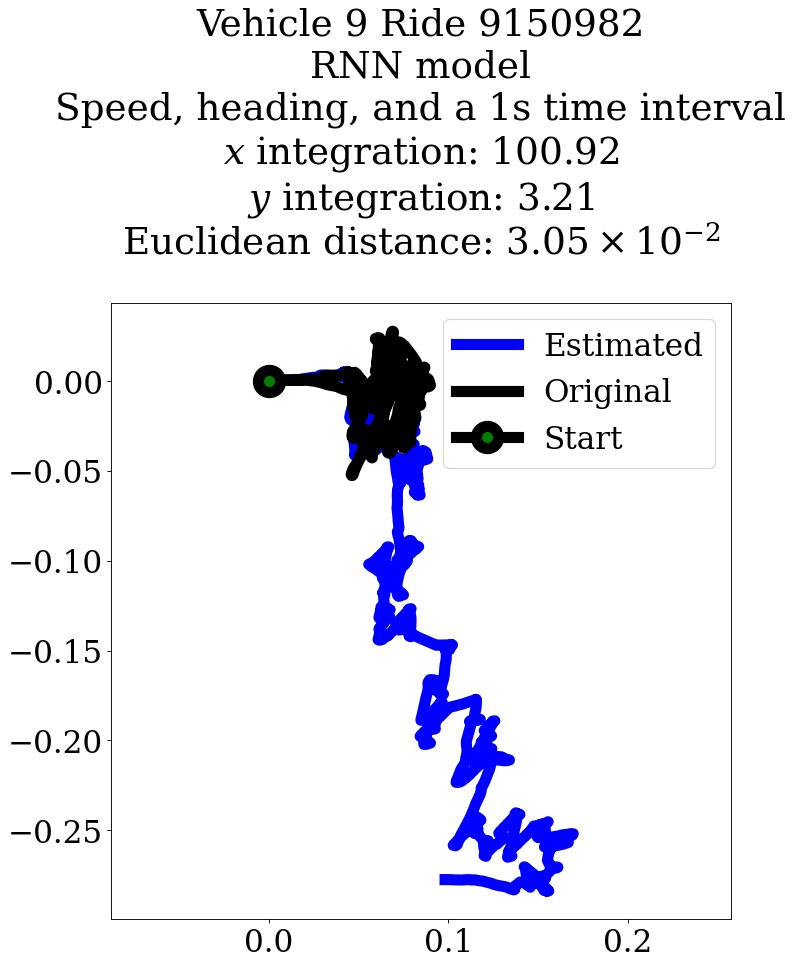 Vehicle 9 Ride 9150982
RNN model
Speed, heading, and a 1s time interval
x integration: 100.92
y integration: 3.21
Euclidean distance: 3.05 × 10⁻²
Estimated
Original
Start
0.00
−0.05
−0.10
−0.15
−0.20
−0.25
0.0 0.1 0.2